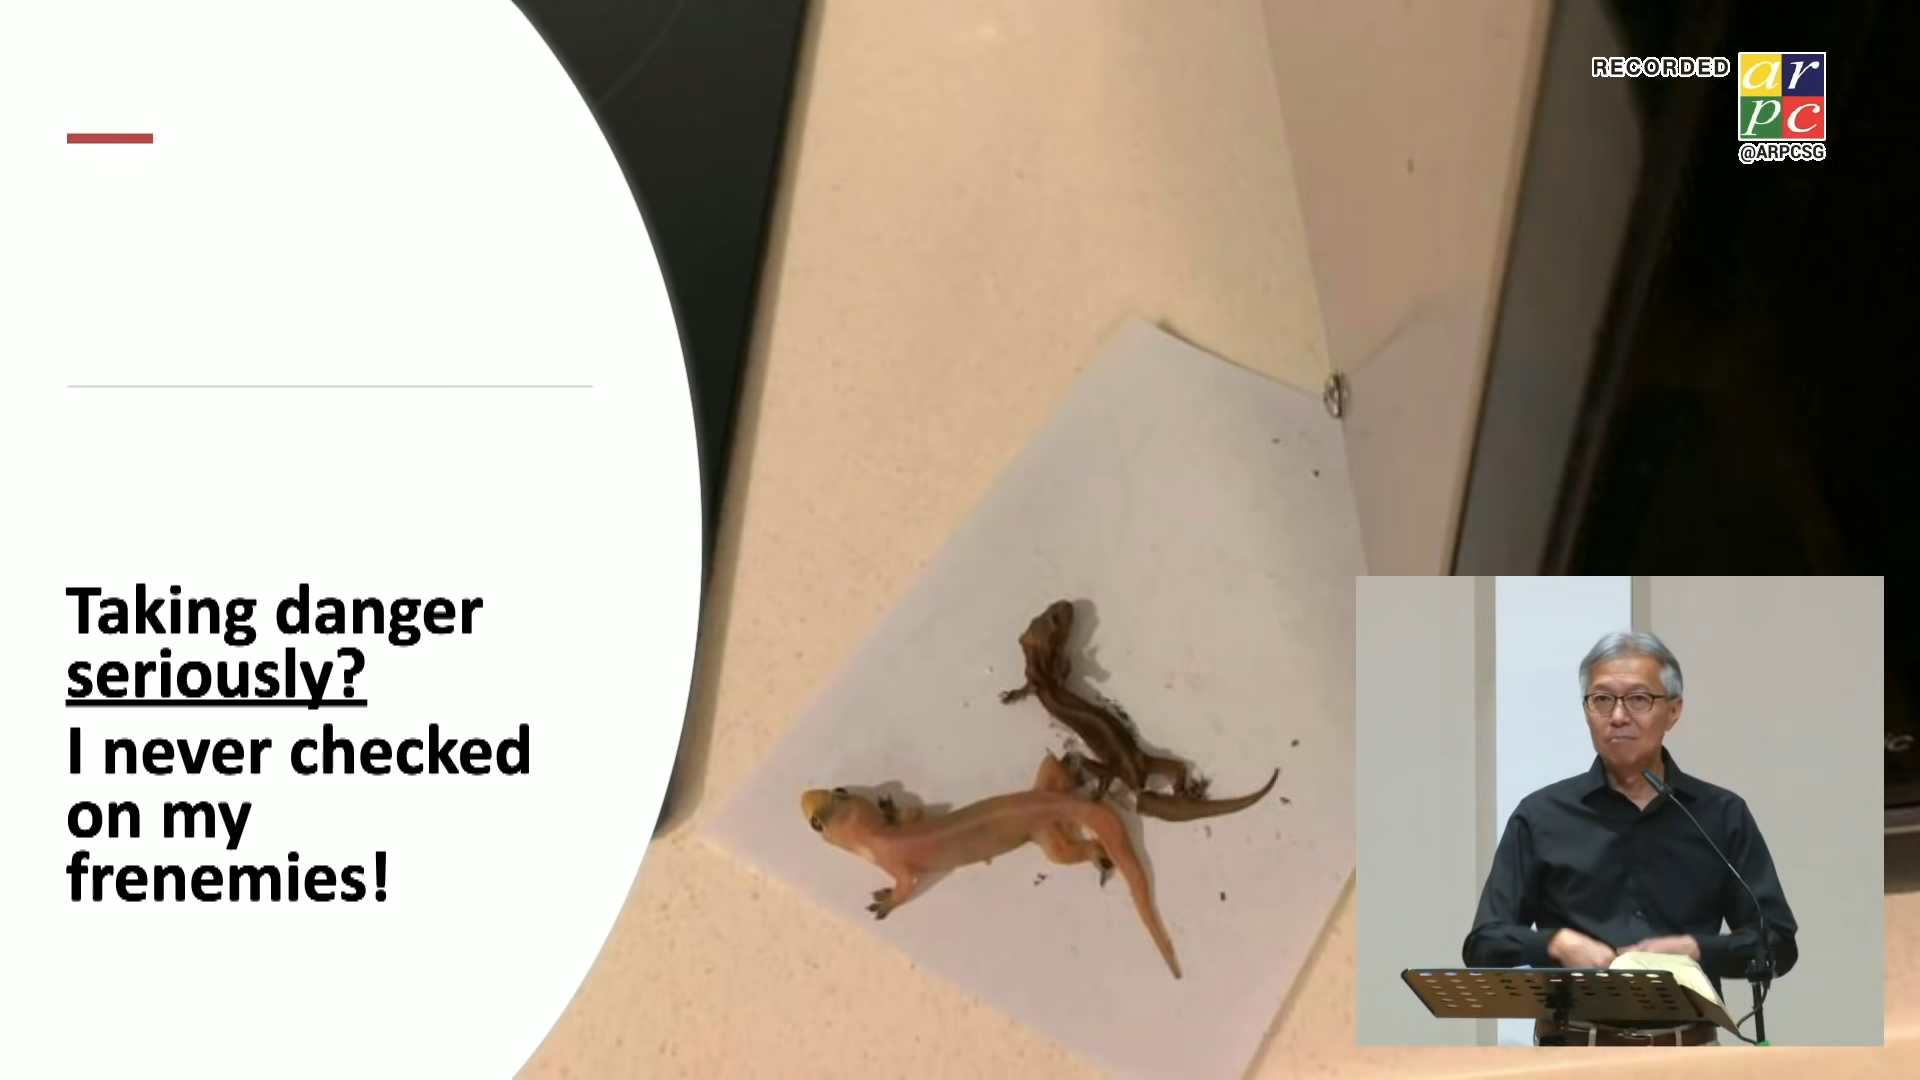 RECORDED
ar
pc
@ARPCSG
Taking danger
seriously?
I never checked
on my
frenemies!